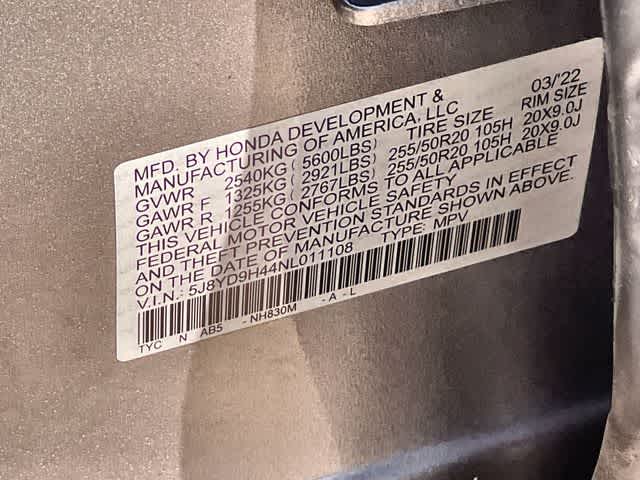 MFD. BY HONDA DEVELOPMENT & 03/'22
MANUFACTURING OF AMERICA, LLC RIM SIZE
GVWR 2540KG(5600LBS) TIRE SIZE
GAWR F 1325KG(2921LBS) 255/50R20 105H 20X9.0J
GAWR R 1255KG(2767LBS) 255/50R20 105H 20X9.0J
THIS VEHICLE CONFORMS TO ALL APPLICABLE
FEDERAL MOTOR VEHICLE SAFETY
AND THEFT PREVENTION STANDARDS IN EFFECT
ON THE DATE OF MANUFACTURE SHOWN ABOVE.
V.I.N.: 5J8YD9H44NL011108 TYPE: MPV
TYC N AB5 -NH830M -A-L